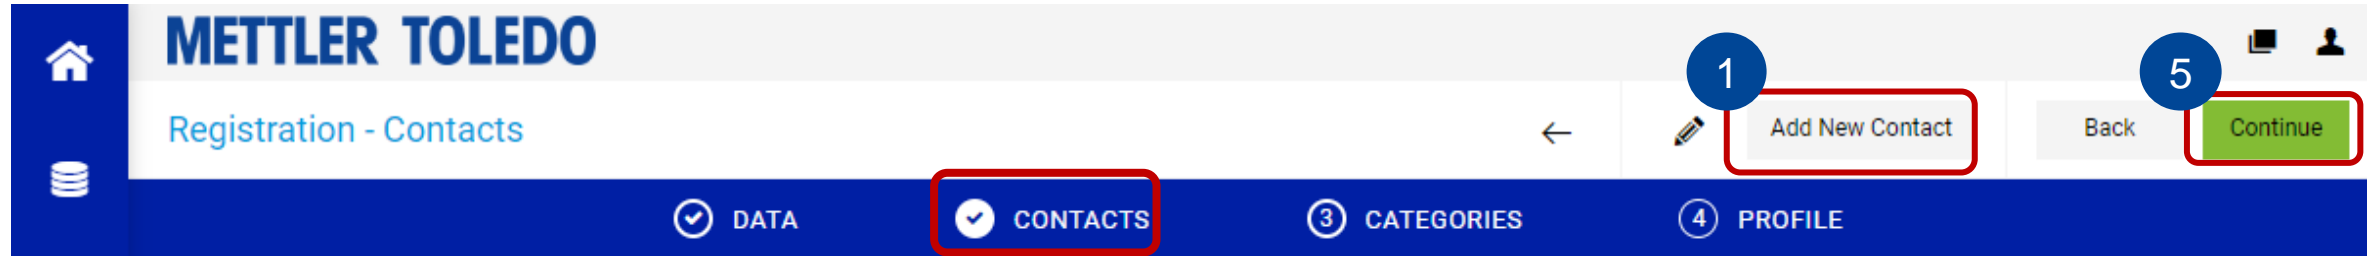 METTLER TOLEDO
1
5
Registration - Contacts
Add New Contact
Back
Continue
DATA
CONTACTS
3 CATEGORIES
4 PROFILE